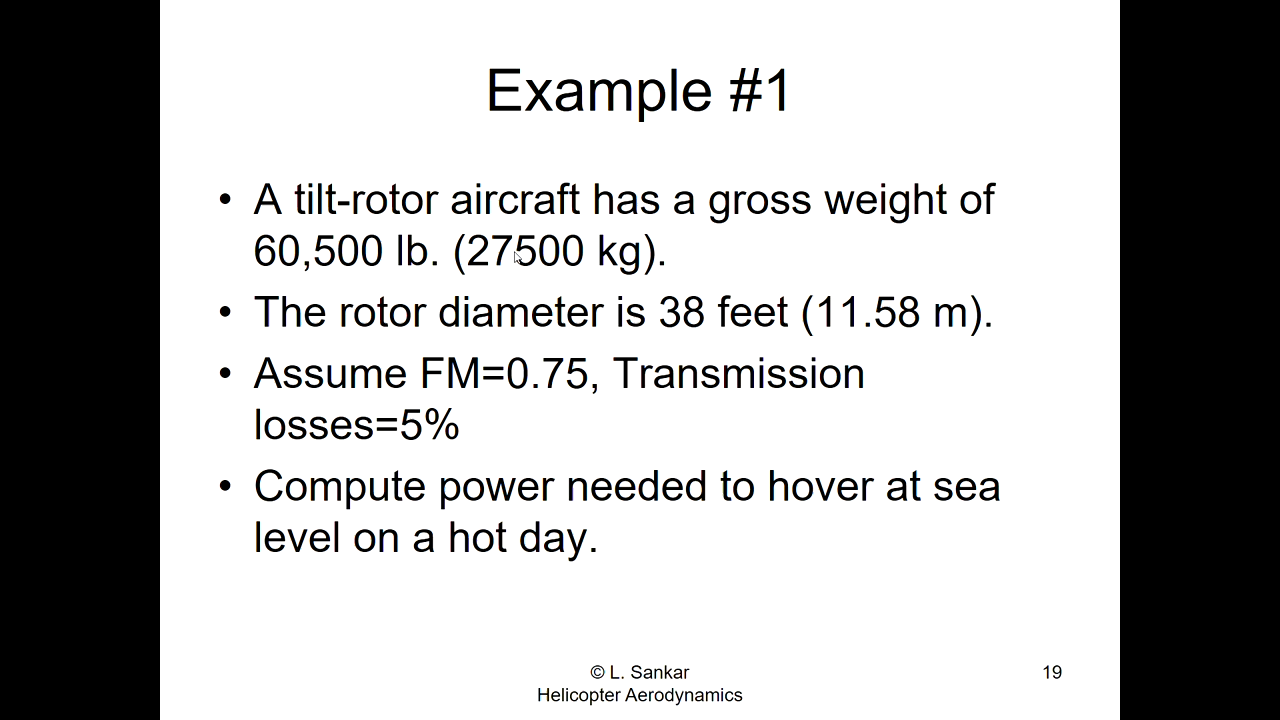 Example #1
• A tilt-rotor aircraft has a gross weight of
60,500 lb. (27500 kg).
• The rotor diameter is 38 feet (11.58 m).
• Assume FM=0.75, Transmission
losses=5%
• Compute power needed to hover at sea
level on a hot day.
© L. Sankar
Helicopter Aerodynamics
19